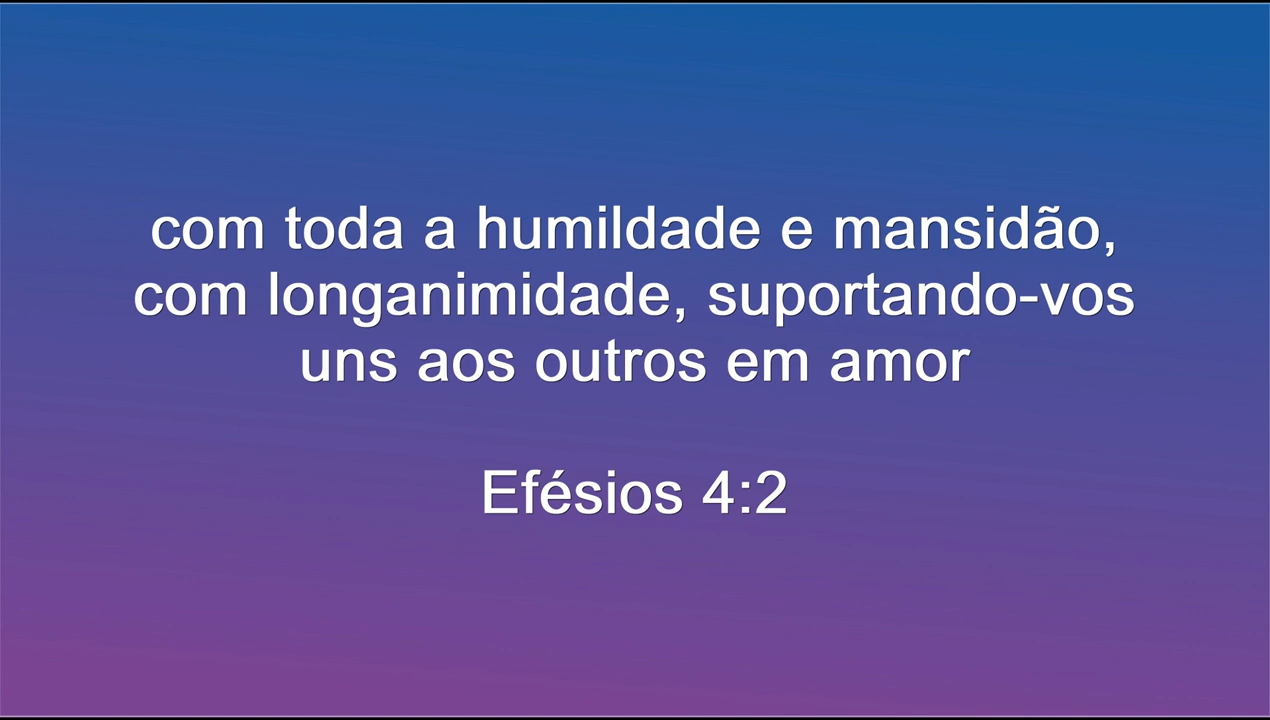 com toda a humildade e mansidão,
com longanimidade, suportando-vos
uns aos outros em amor
Efésios 4:2